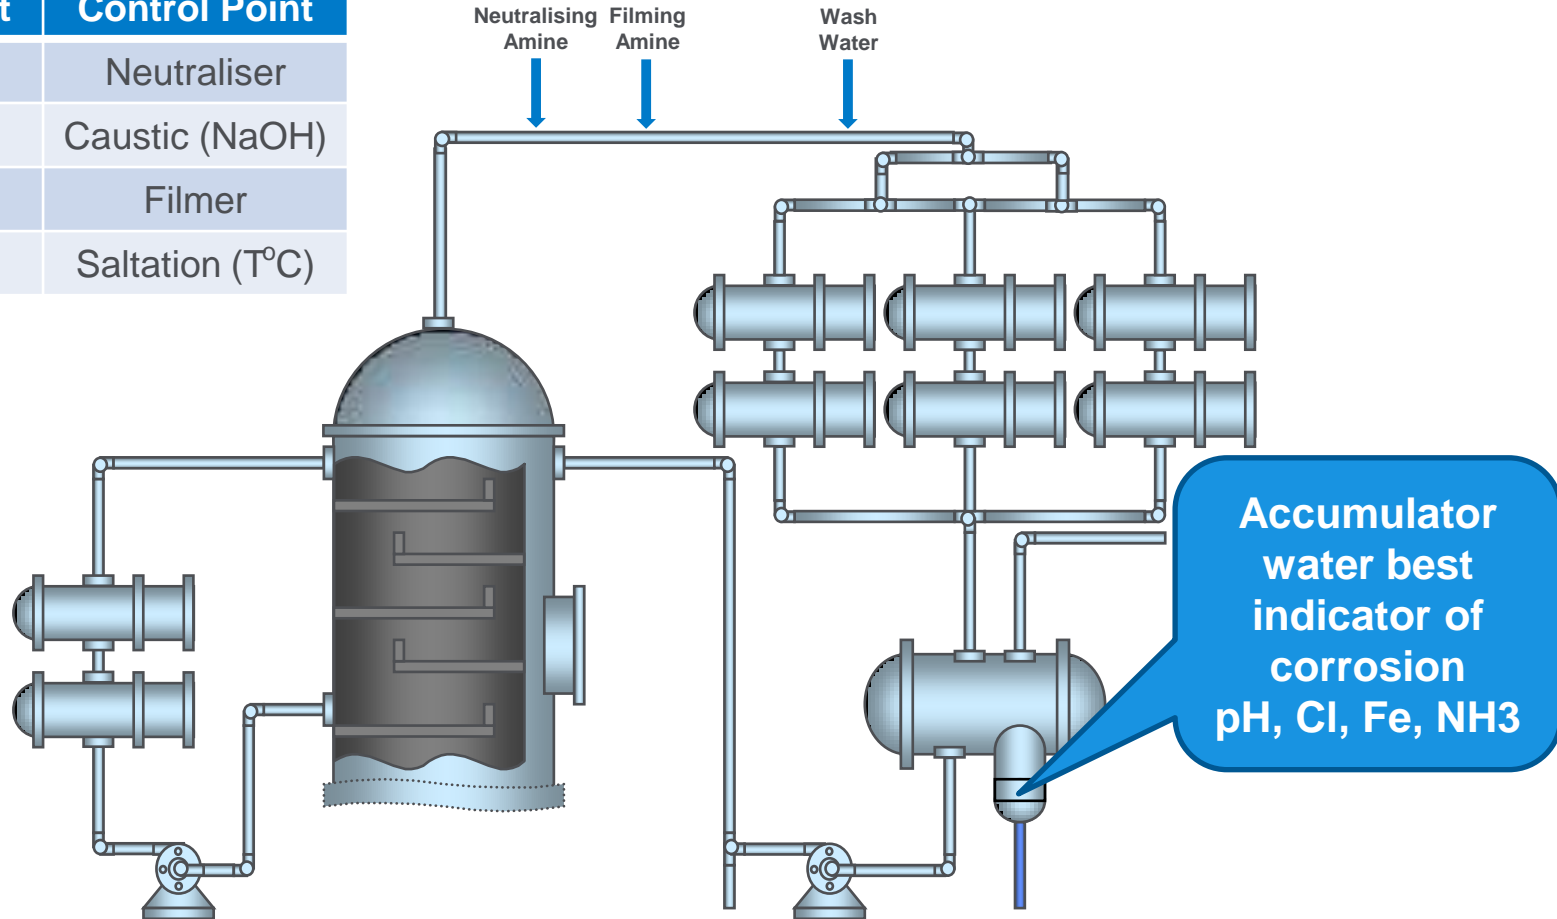 t Control Point
Neutraliser
Caustic (NaOH)
Filmer
Saltation (T°C)
Neutralising Filming Wash
Amine Amine Water
Accumulator
water best
indicator of
corrosion
pH, Cl, Fe, NH3